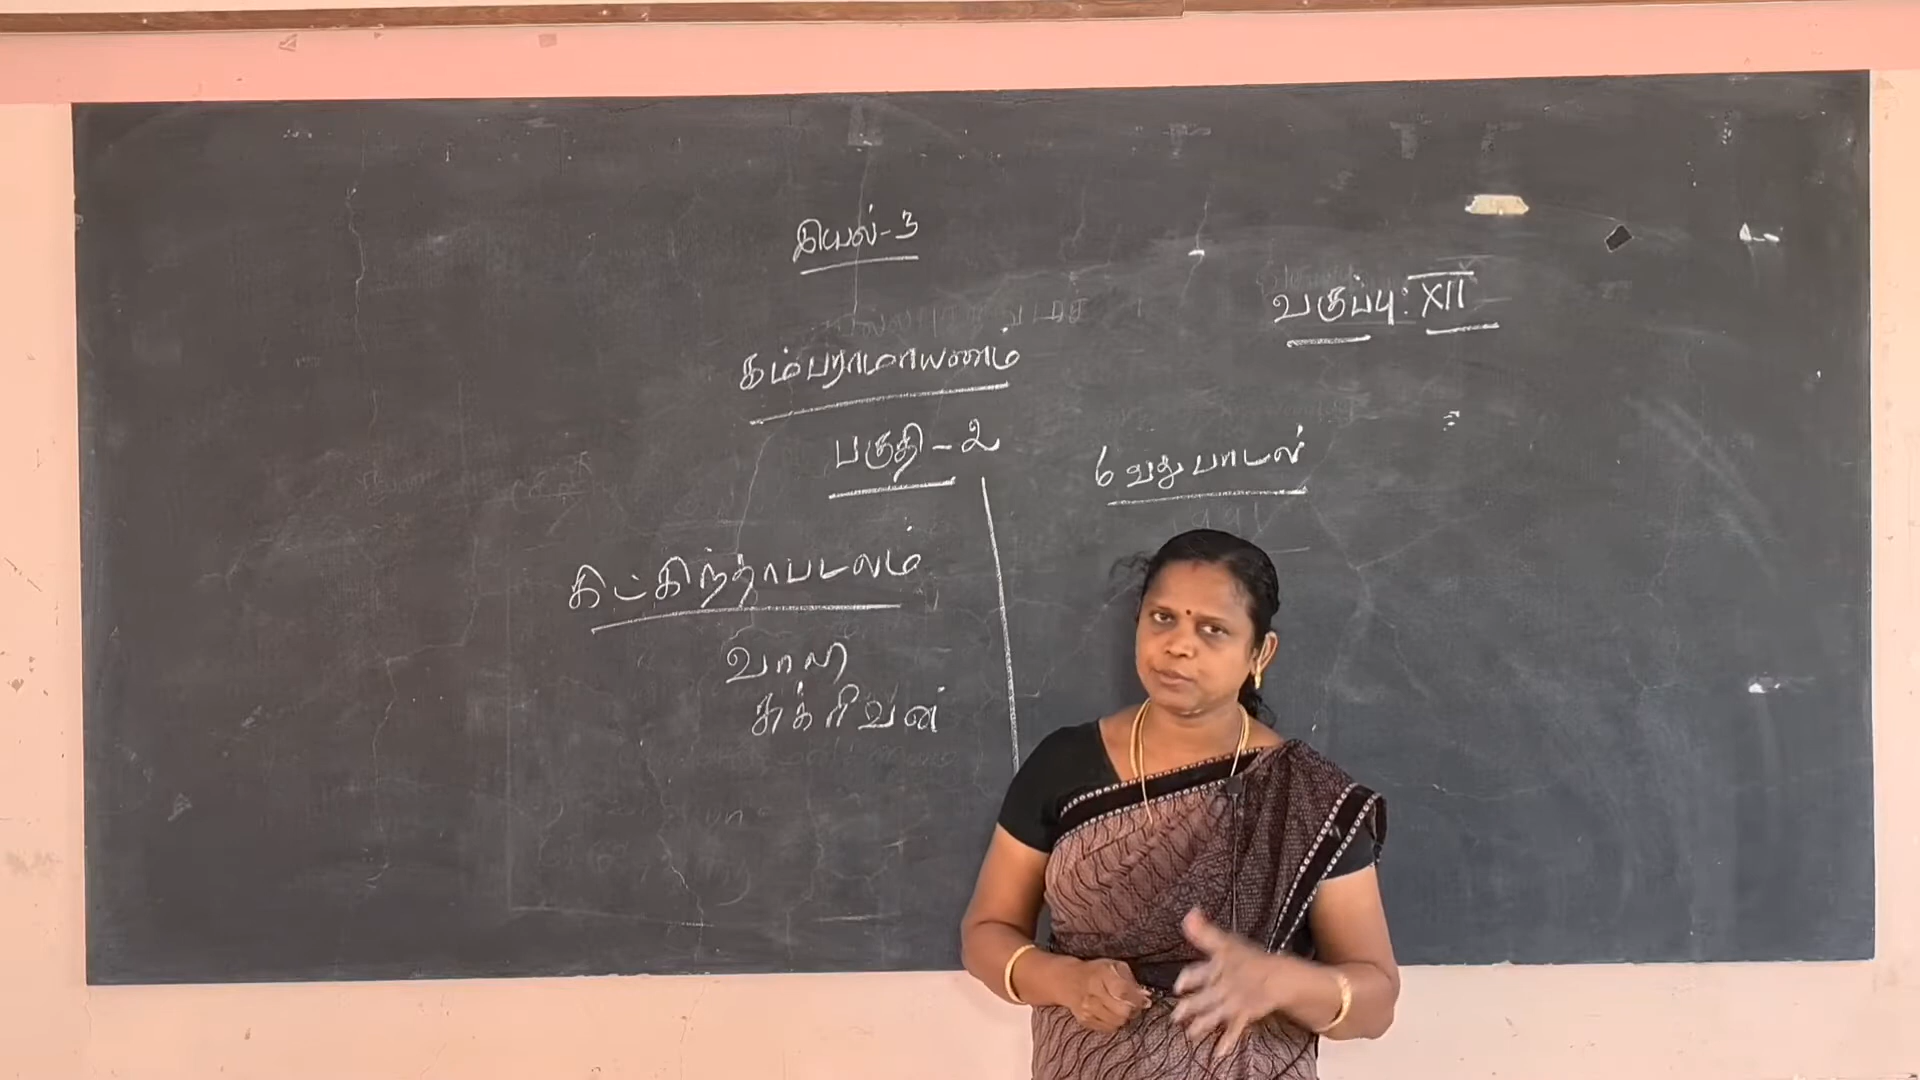 இயல்-3
வகுப்பு: XII
கம்பராமாயணம்
பகுதி-2
6 வது பாடல்
கிட்கிந்தாபடலம்
வாலி
சுக்ரிவன்